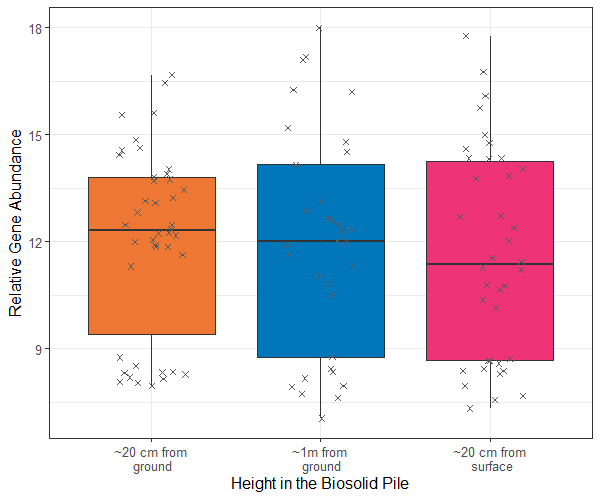 Relative Gene Abundance
18
15
12
9
~20 cm from
ground
~1m from
ground
~20 cm from
surface
Height in the Biosolid Pile